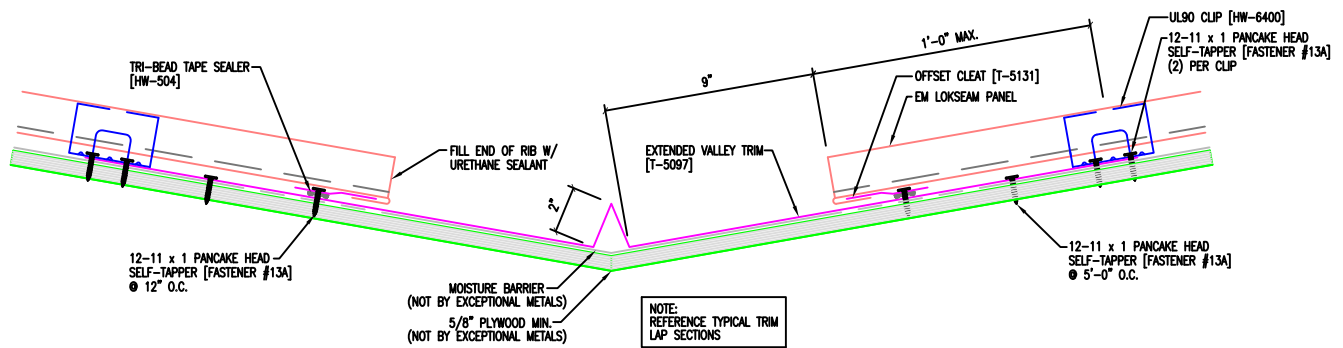 TRI-BEAD TAPE SEALER
[HW-504]
FILL END OF RIB W/
URETHANE SEALANT
12-11 x 1 PANCAKE HEAD
SELF-TAPPER [FASTENER #13A]
@ 12" O.C.
2"
MOISTURE BARRIER
(NOT BY EXCEPTIONAL METALS)
5/8" PLYWOOD MIN.
(NOT BY EXCEPTIONAL METALS)
9"
1'-0" MAX.
EXTENDED VALLEY TRIM
[T-5097]
OFFSET CLEAT [T-5131]
EM LOKSEAM PANEL
UL90 CLIP [HW-6400]
12-11 x 1 PANCAKE HEAD
SELF-TAPPER [FASTENER #13A]
(2) PER CLIP
12-11 x 1 PANCAKE HEAD
SELF-TAPPER [FASTENER #13A]
@ 5'-0" O.C.
NOTE:
REFERENCE TYPICAL TRIM
LAP SECTIONS